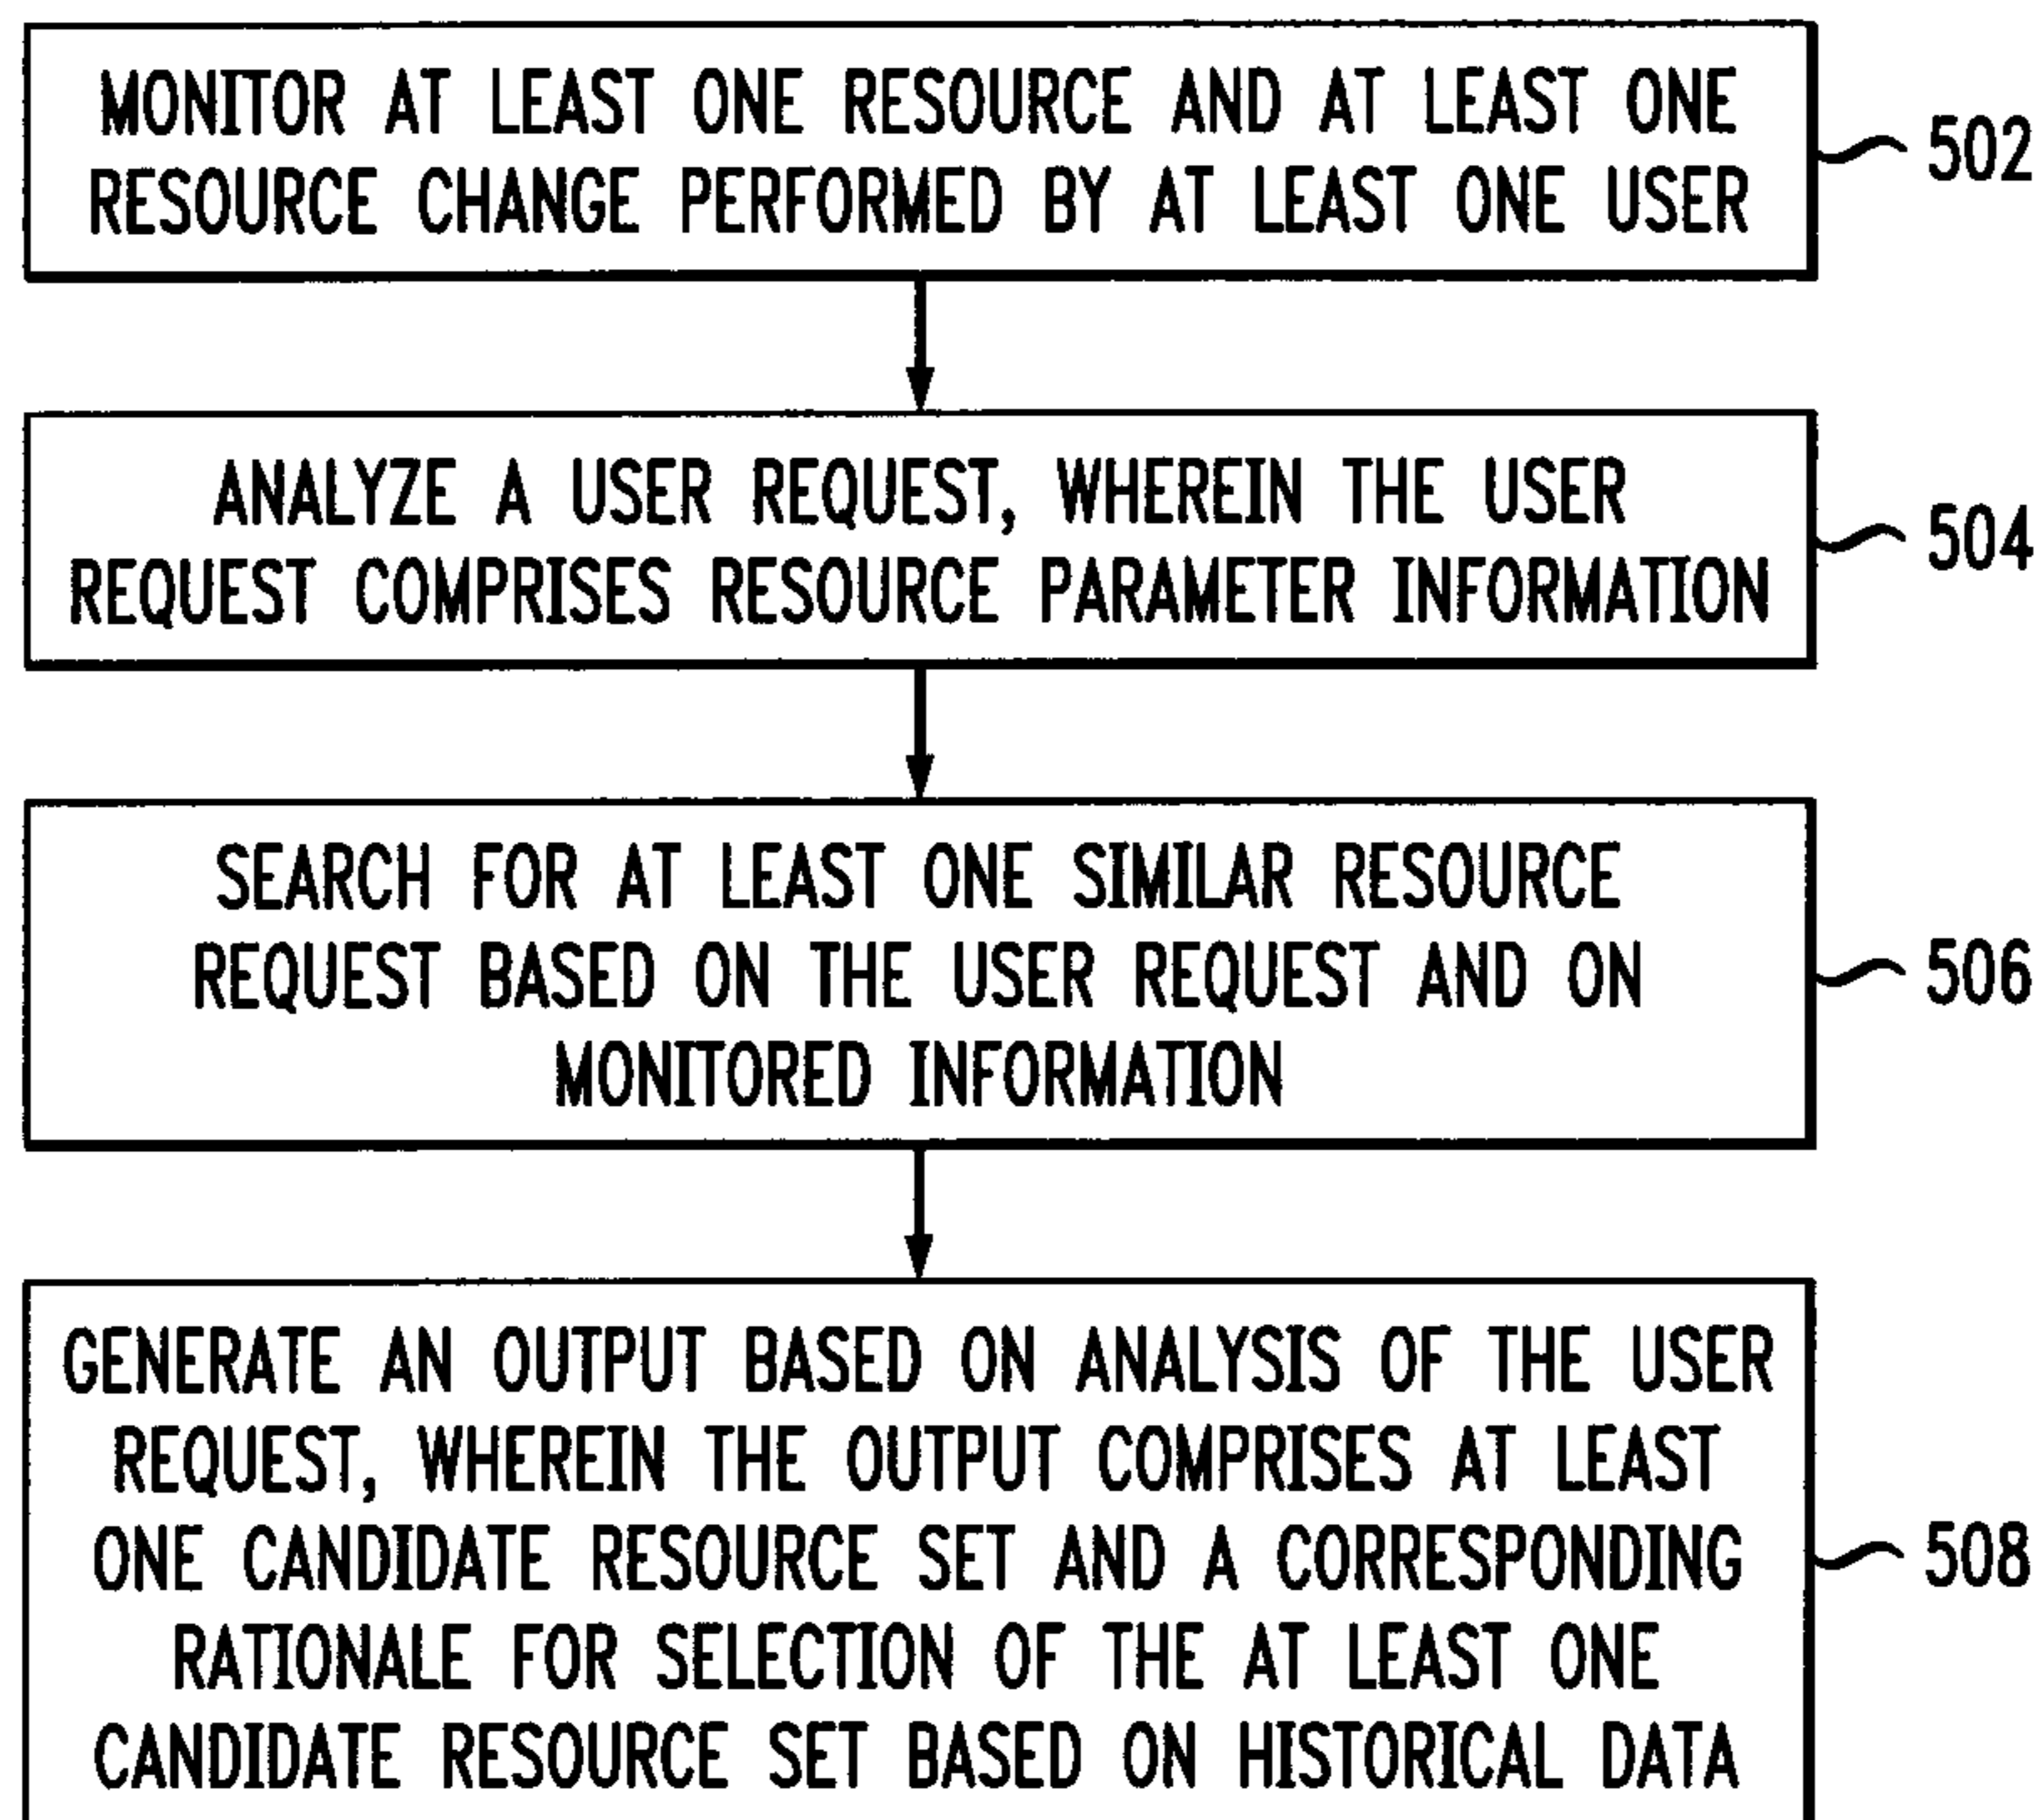 MONITOR AT LEAST ONE RESOURCE AND AT LEAST ONE
RESOURCE CHANGE PERFORMED BY AT LEAST ONE USER
502
ANALYZE A USER REQUEST, WHEREIN THE USER
REQUEST COMPRISES RESOURCE PARAMETER INFORMATION
504
SEARCH FOR AT LEAST ONE SIMILAR RESOURCE
REQUEST BASED ON THE USER REQUEST AND ON
MONITORED INFORMATION
506
GENERATE AN OUTPUT BASED ON ANALYSIS OF THE USER
REQUEST, WHEREIN THE OUTPUT COMPRISES AT LEAST
ONE CANDIDATE RESOURCE SET AND A CORRESPONDING
RATIONALE FOR SELECTION OF THE AT LEAST ONE
CANDIDATE RESOURCE SET BASED ON HISTORICAL DATA
508